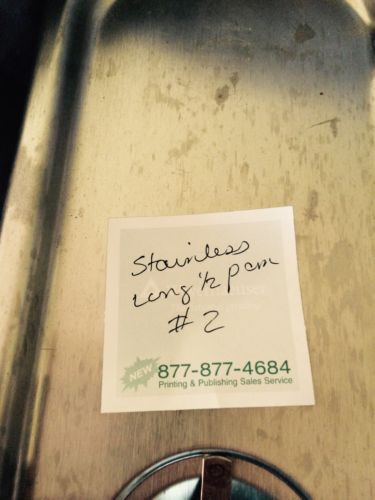 Stainless
Long 1/2 pan
#2
NEW
877-877-4684
Printing & Publishing Sales Service